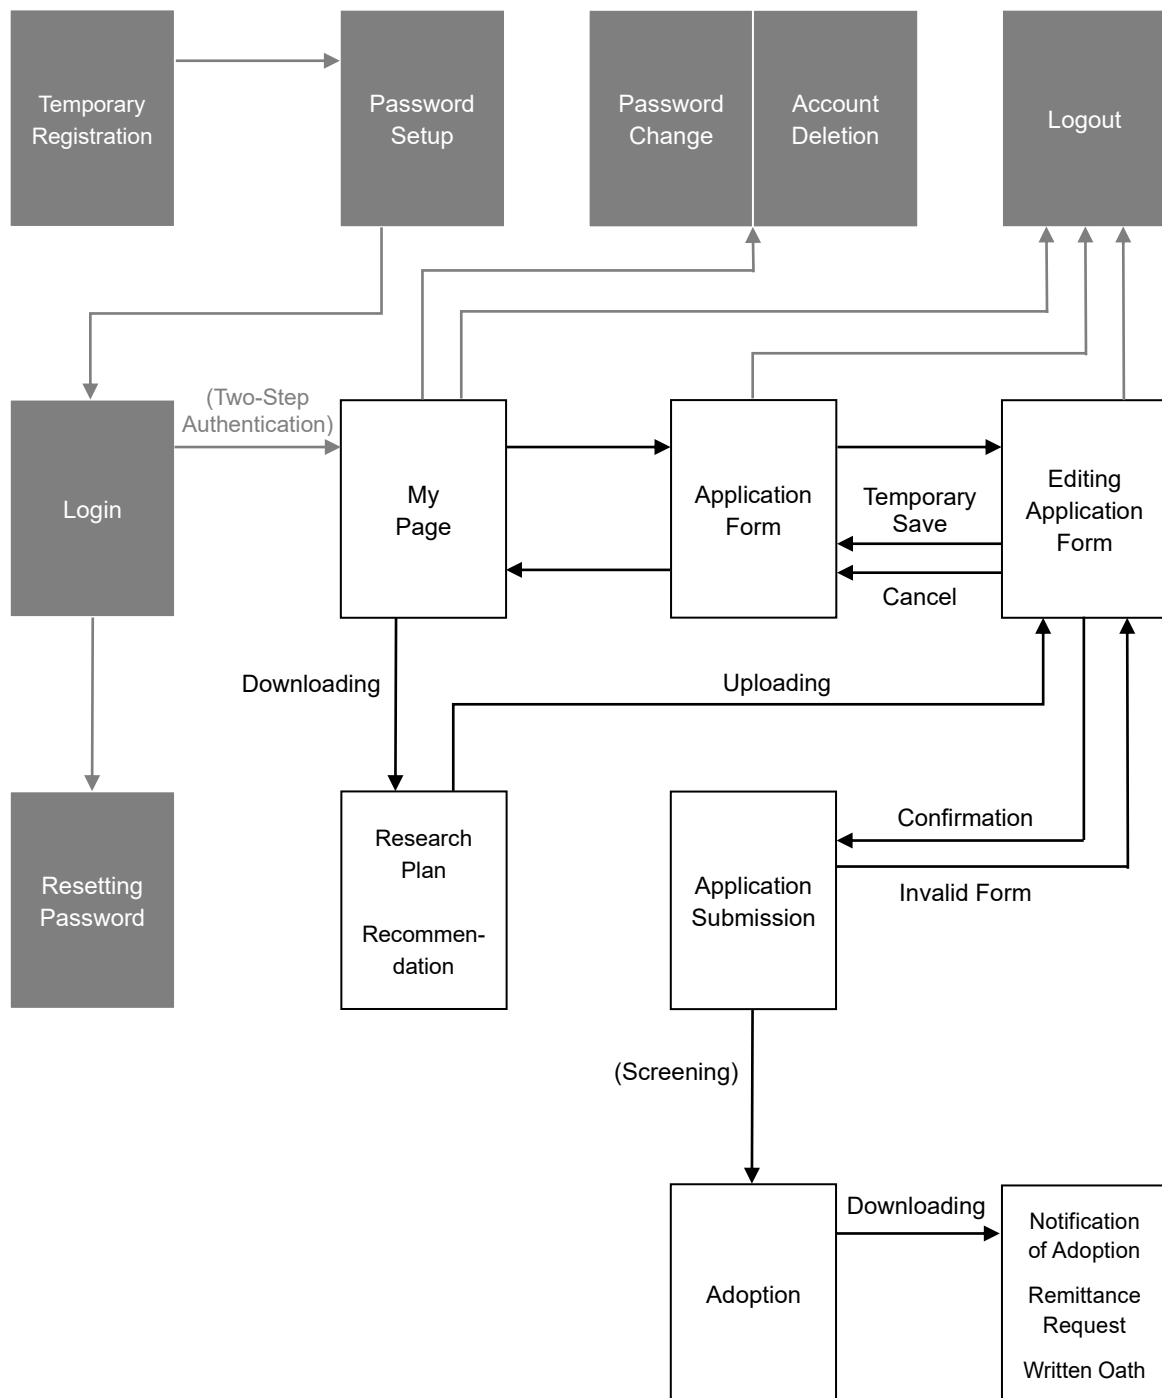 Temporary
Registration
Password
Setup
Password
Change
Account
Deletion
Logout
(Two-Step
Authentication)
Login
My
Page
Application
Form
Temporary
Save
Cancel
Editing
Application
Form
Downloading
Uploading
Resetting
Password
Research
Plan
Recommen-
dation
Application
Submission
Confirmation
Invalid Form
(Screening)
Adoption
Downloading
Notification
of Adoption
Remittance
Request
Written Oath